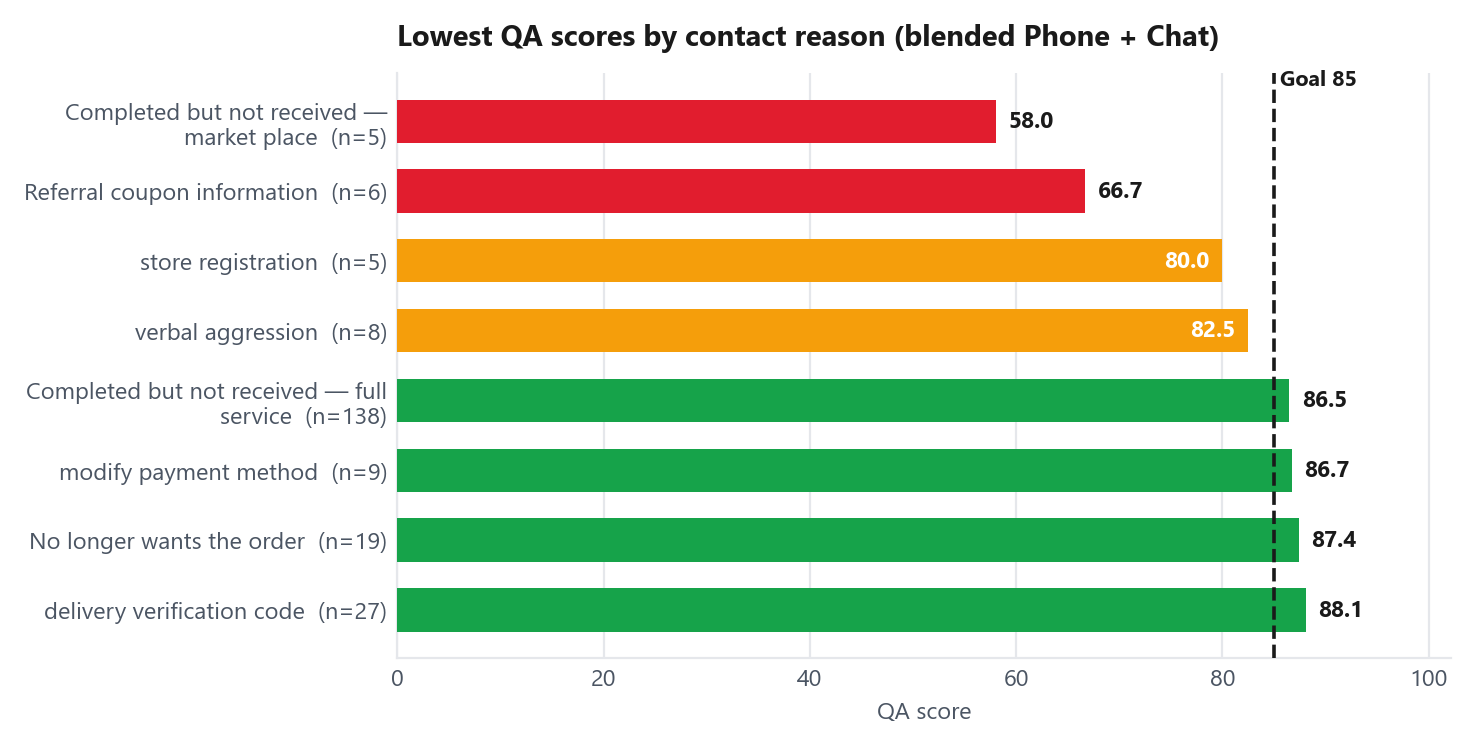 Lowest QA scores by contact reason (blended Phone + Chat)
Goal 85
Completed but not received —
market place (n=5)
58.0
Referral coupon information (n=6)
66.7
store registration (n=5)
80.0
verbal aggression (n=8)
82.5
Completed but not received — full
service (n=138)
86.5
modify payment method (n=9)
86.7
No longer wants the order (n=19)
87.4
delivery verification code (n=27)
88.1
0 20 40 60 80 100
QA score